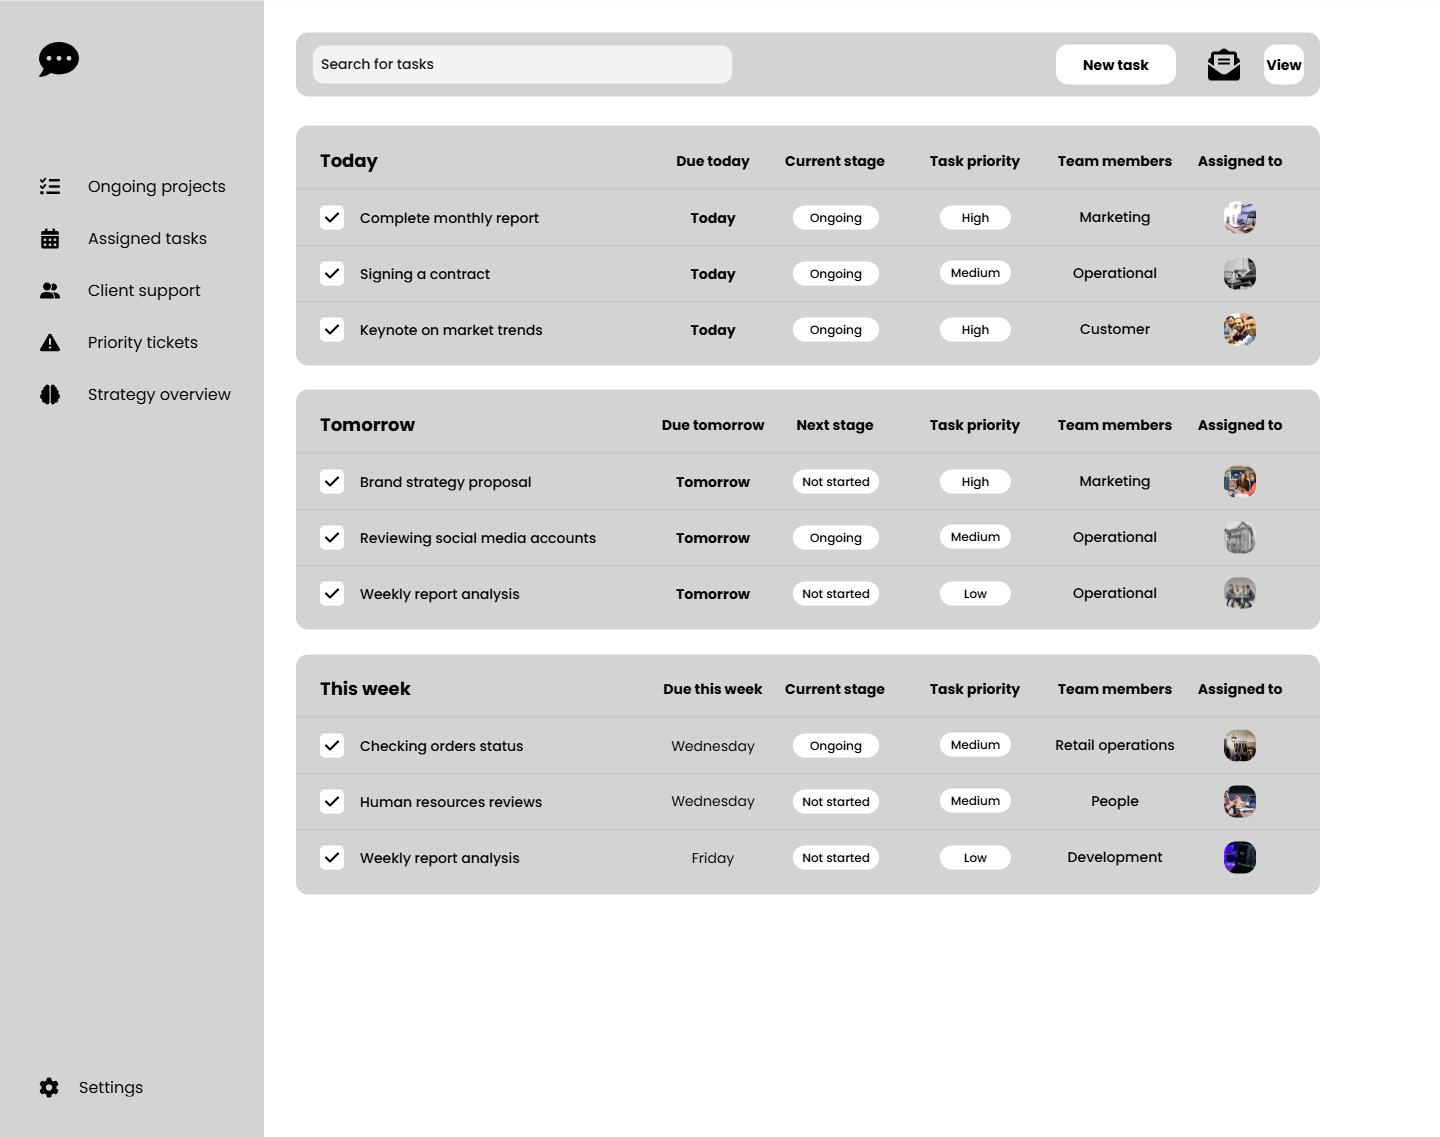 Search for tasks
New task
View
Ongoing projects
Assigned tasks
Client support
Priority tickets
Strategy overview
Settings
Today Due today Current stage Task priority Team members Assigned to
Complete monthly report Today Ongoing High Marketing
Signing a contract Today Ongoing Medium Operational
Keynote on market trends Today Ongoing High Customer
Tomorrow Due tomorrow Next stage Task priority Team members Assigned to
Brand strategy proposal Tomorrow Not started High Marketing
Reviewing social media accounts Tomorrow Ongoing Medium Operational
Weekly report analysis Tomorrow Not started Low Operational
This week Due this week Current stage Task priority Team members Assigned to
Checking orders status Wednesday Ongoing Medium Retail operations
Human resources reviews Wednesday Not started Medium People
Weekly report analysis Friday Not started Low Development